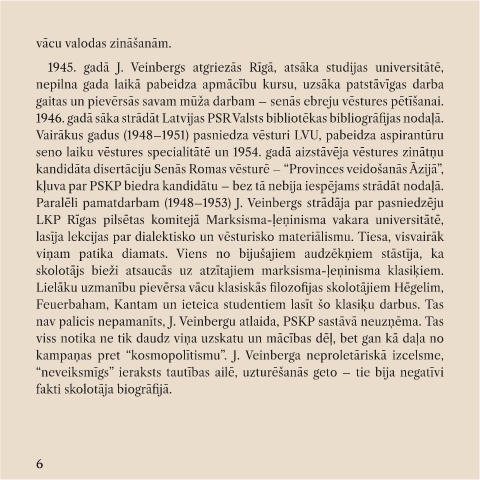 vācu valodas zināšanām.
1945. gadā J. Veinbergs atgriezās Rīgā, atsāka studijas universitātē,
nepilna gada laikā pabeidza apmācību kursu, uzsāka patstāvīgas darba
gaitas un pievērsās savam mūža darbam – senās ebreju vēstures pētīšanai.
1946. gadā sāka strādāt Latvijas PSR Valsts bibliotēkas bibliogrāfijas nodaļā.
Vairākus gadus (1948–1951) pasniedza vēsturi LVU, pabeidza aspirantūru
seno laiku vēstures specialitātē un 1954. gadā aizstāvēja vēstures zinātņu
kandidāta disertāciju Senās Romas vēsturē – “Provinces veidošanās Āzijā”,
kļuva par PSKP biedra kandidātu – bez tā nebija iespējams strādāt nodaļā.
Paralēli pamatdarbam (1948–1953) J. Veinbergs strādāja par pasniedzēju
LKP Rīgas pilsētas komitejā Marksisma-ļeņinisma vakara universitātē,
lasīja lekcijas par dialektisko un vēsturisko materiālismu. Tiesa, visvairāk
viņam patika diamats. Viens no bijušajiem audzēkņiem stāstīja, ka
skolotājs bieži atsaucās uz atzītajiem marksisma-ļeņinisma klasiķiem.
Lielāku uzmanību pievērsa vācu klasiskās filozofijas skolotājiem Hēgelim,
Feuerbaham, Kantam un ieteica studentiem lasīt šo klasiķu darbus. Tas
nav palicis nepamanīts, J. Veinbergu atlaida, PSKP sastāvā neuzņēma. Tas
viss notika ne tik daudz viņa uzskatu un mācības dēļ, bet gan kā daļa no
kampaņas pret “kosmopolītismu”. J. Veinberga neproletāriskā izcelsme,
“neveiksmīgs” ieraksts tautības ailē, uzturēšanās geto – tie bija negatīvi
fakti skolotāja biogrāfijā.
6